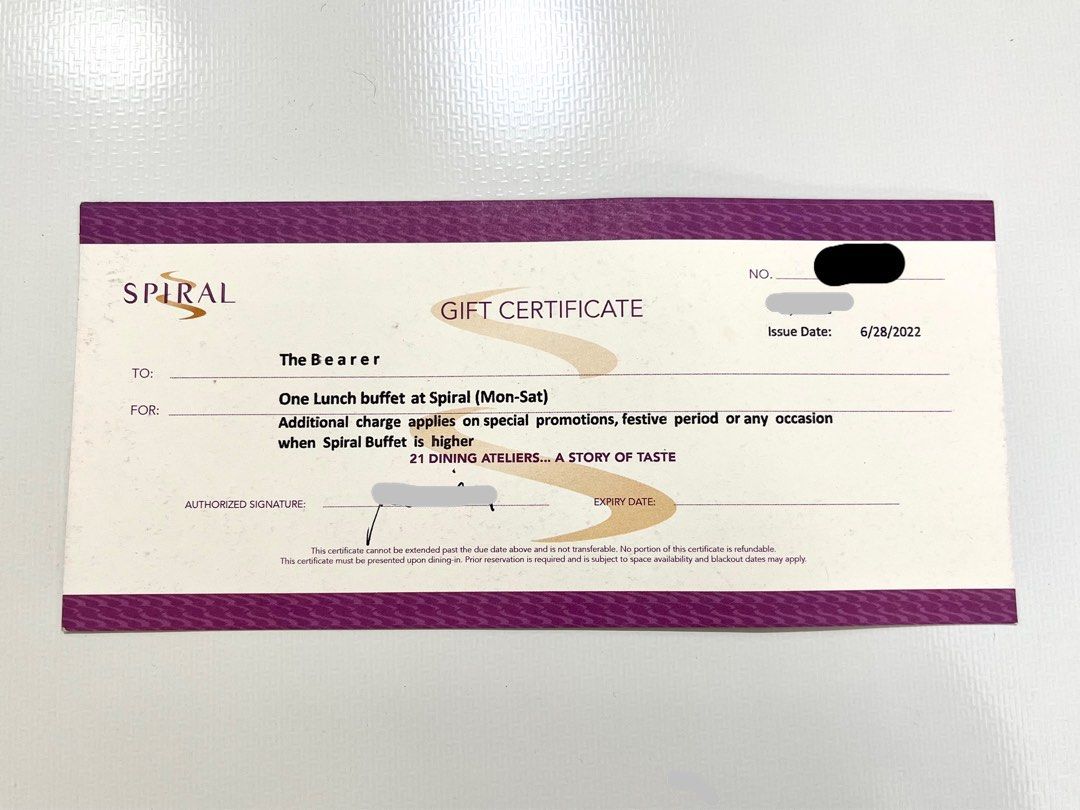 SPIRAL
GIFT CERTIFICATE
NO.
Issue Date: 6/28/2022
TO: The Bearer
FOR: One Lunch buffet at Spiral (Mon-Sat)
Additional charge applies on special promotions, festive period or any occasion
when Spiral Buffet is higher
21 DINING ATELIERS... A STORY OF TASTE
AUTHORIZED SIGNATURE: EXPIRY DATE:
This certificate cannot be extended past the due date above and is not transferable. No portion of this certificate is refundable.
This certificate must be presented upon dining-in. Prior reservation is required and is subject to space availability and blackout dates may apply.